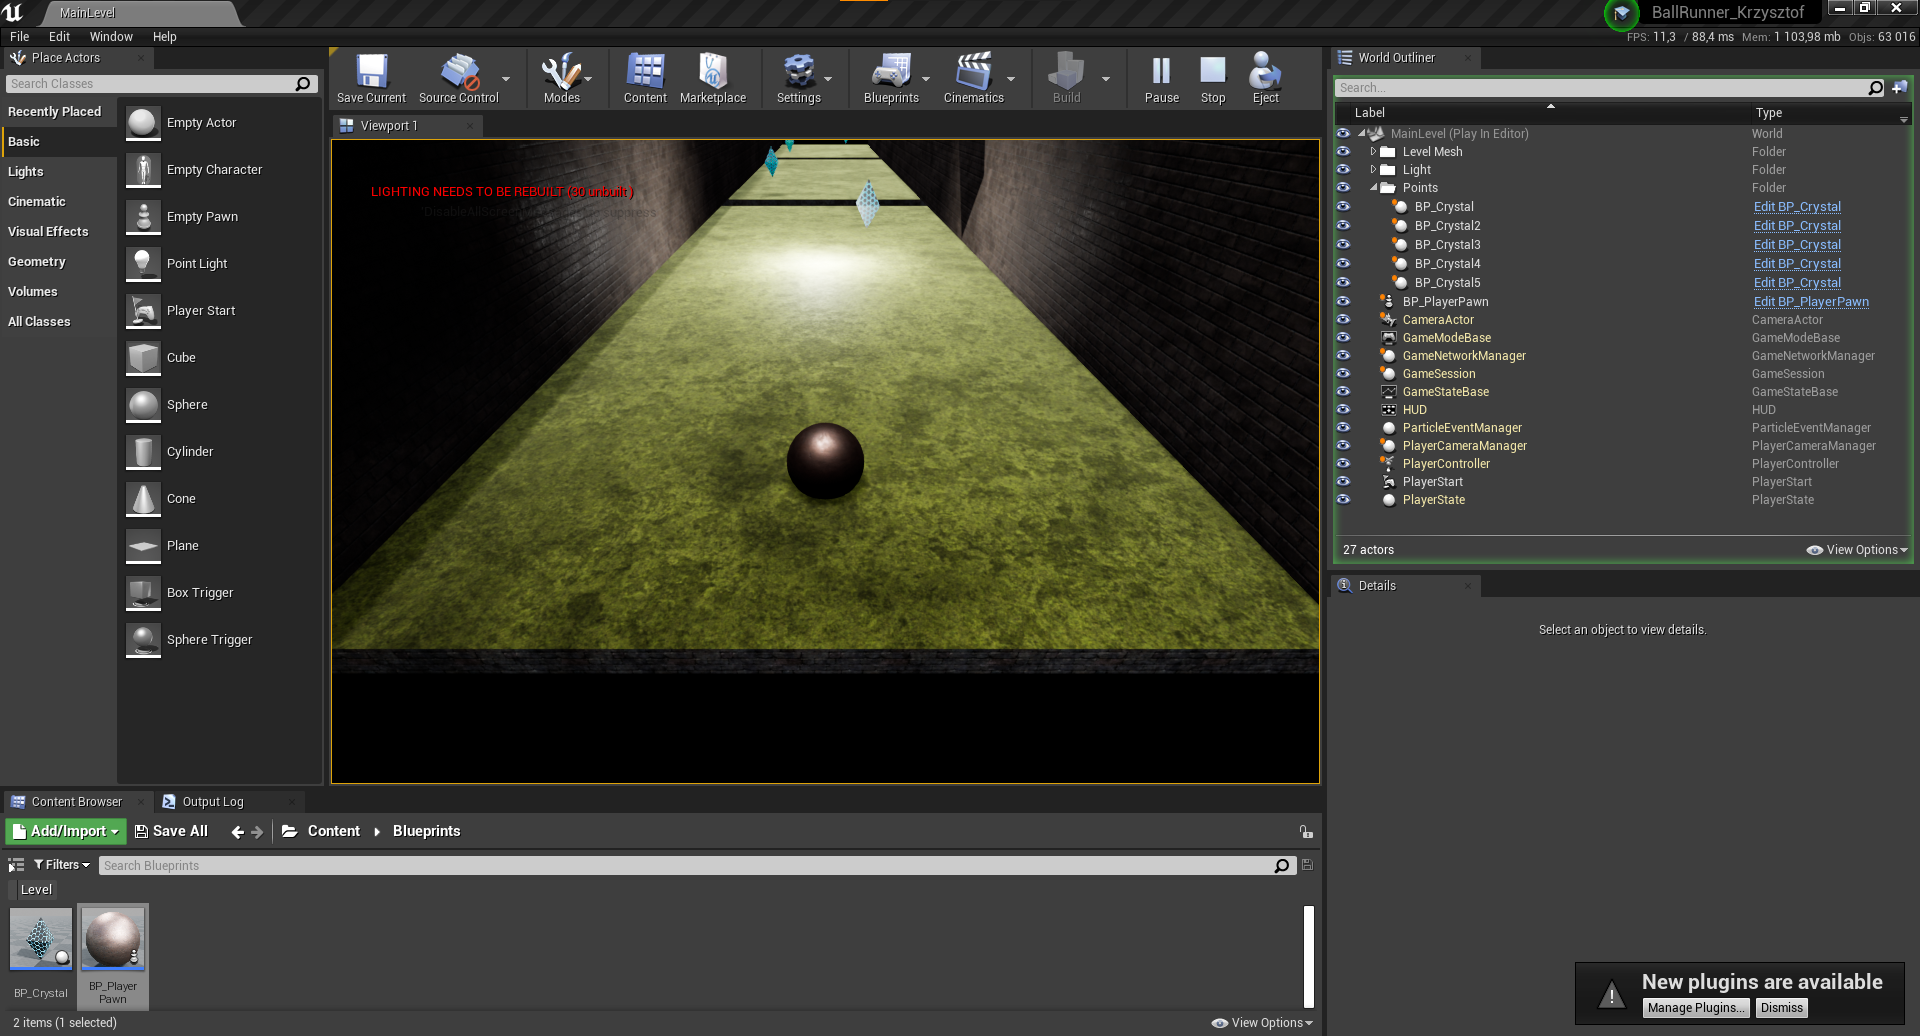 MainLevel
BallRunner_Krzysztof
File Edit Window Help
FPS: 11,3 / 88,4 ms Mem: 1 103,98 mb Objs: 63 016
Place Actors
Search Classes
Recently Placed
Basic
Lights
Cinematic
Visual Effects
Geometry
Volumes
All Classes
Empty Actor
Empty Character
Empty Pawn
Point Light
Player Start
Cube
Sphere
Cylinder
Cone
Plane
Box Trigger
Sphere Trigger
Save Current
Source Control
Modes
Content
Marketplace
Settings
Blueprints
Cinematics
Build
Pause
Stop
Eject
Viewport 1
LIGHTING NEEDS TO BE REBUILT (30 unbuilt )
World Outliner
Search...
Label Type
MainLevel (Play In Editor) World
Level Mesh Folder
Light Folder
Points Folder
BP_Crystal Edit BP_Crystal
BP_Crystal2 Edit BP_Crystal
BP_Crystal3 Edit BP_Crystal
BP_Crystal4 Edit BP_Crystal
BP_Crystal5 Edit BP_Crystal
BP_PlayerPawn Edit BP_PlayerPawn
CameraActor CameraActor
GameModeBase GameModeBase
GameNetworkManager GameNetworkManager
GameSession GameSession
GameStateBase GameStateBase
HUD HUD
ParticleEventManager ParticleEventManager
PlayerCameraManager PlayerCameraManager
PlayerController PlayerController
PlayerStart PlayerStart
PlayerState PlayerState
27 actors View Options
Details
Select an object to view details.
Content Browser Output Log
Add/Import Save All Content Blueprints
Filters Search Blueprints
Level
BP_Crystal
BP_Player
Pawn
2 items (1 selected) View Options
New plugins are available
Manage Plugins... Dismiss